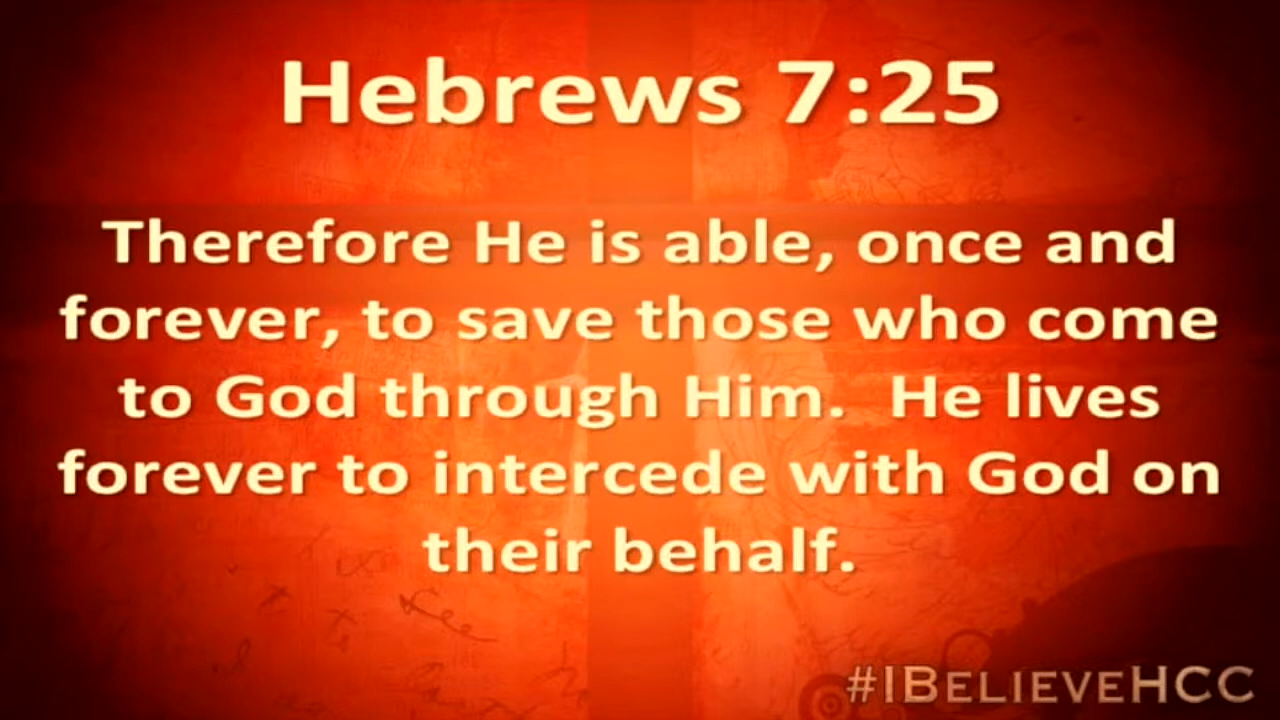 Hebrews 7:25
Therefore He is able, once and
forever, to save those who come
to God through Him.  He lives
forever to intercede with God on
their behalf.
#IBELIEVEHCC